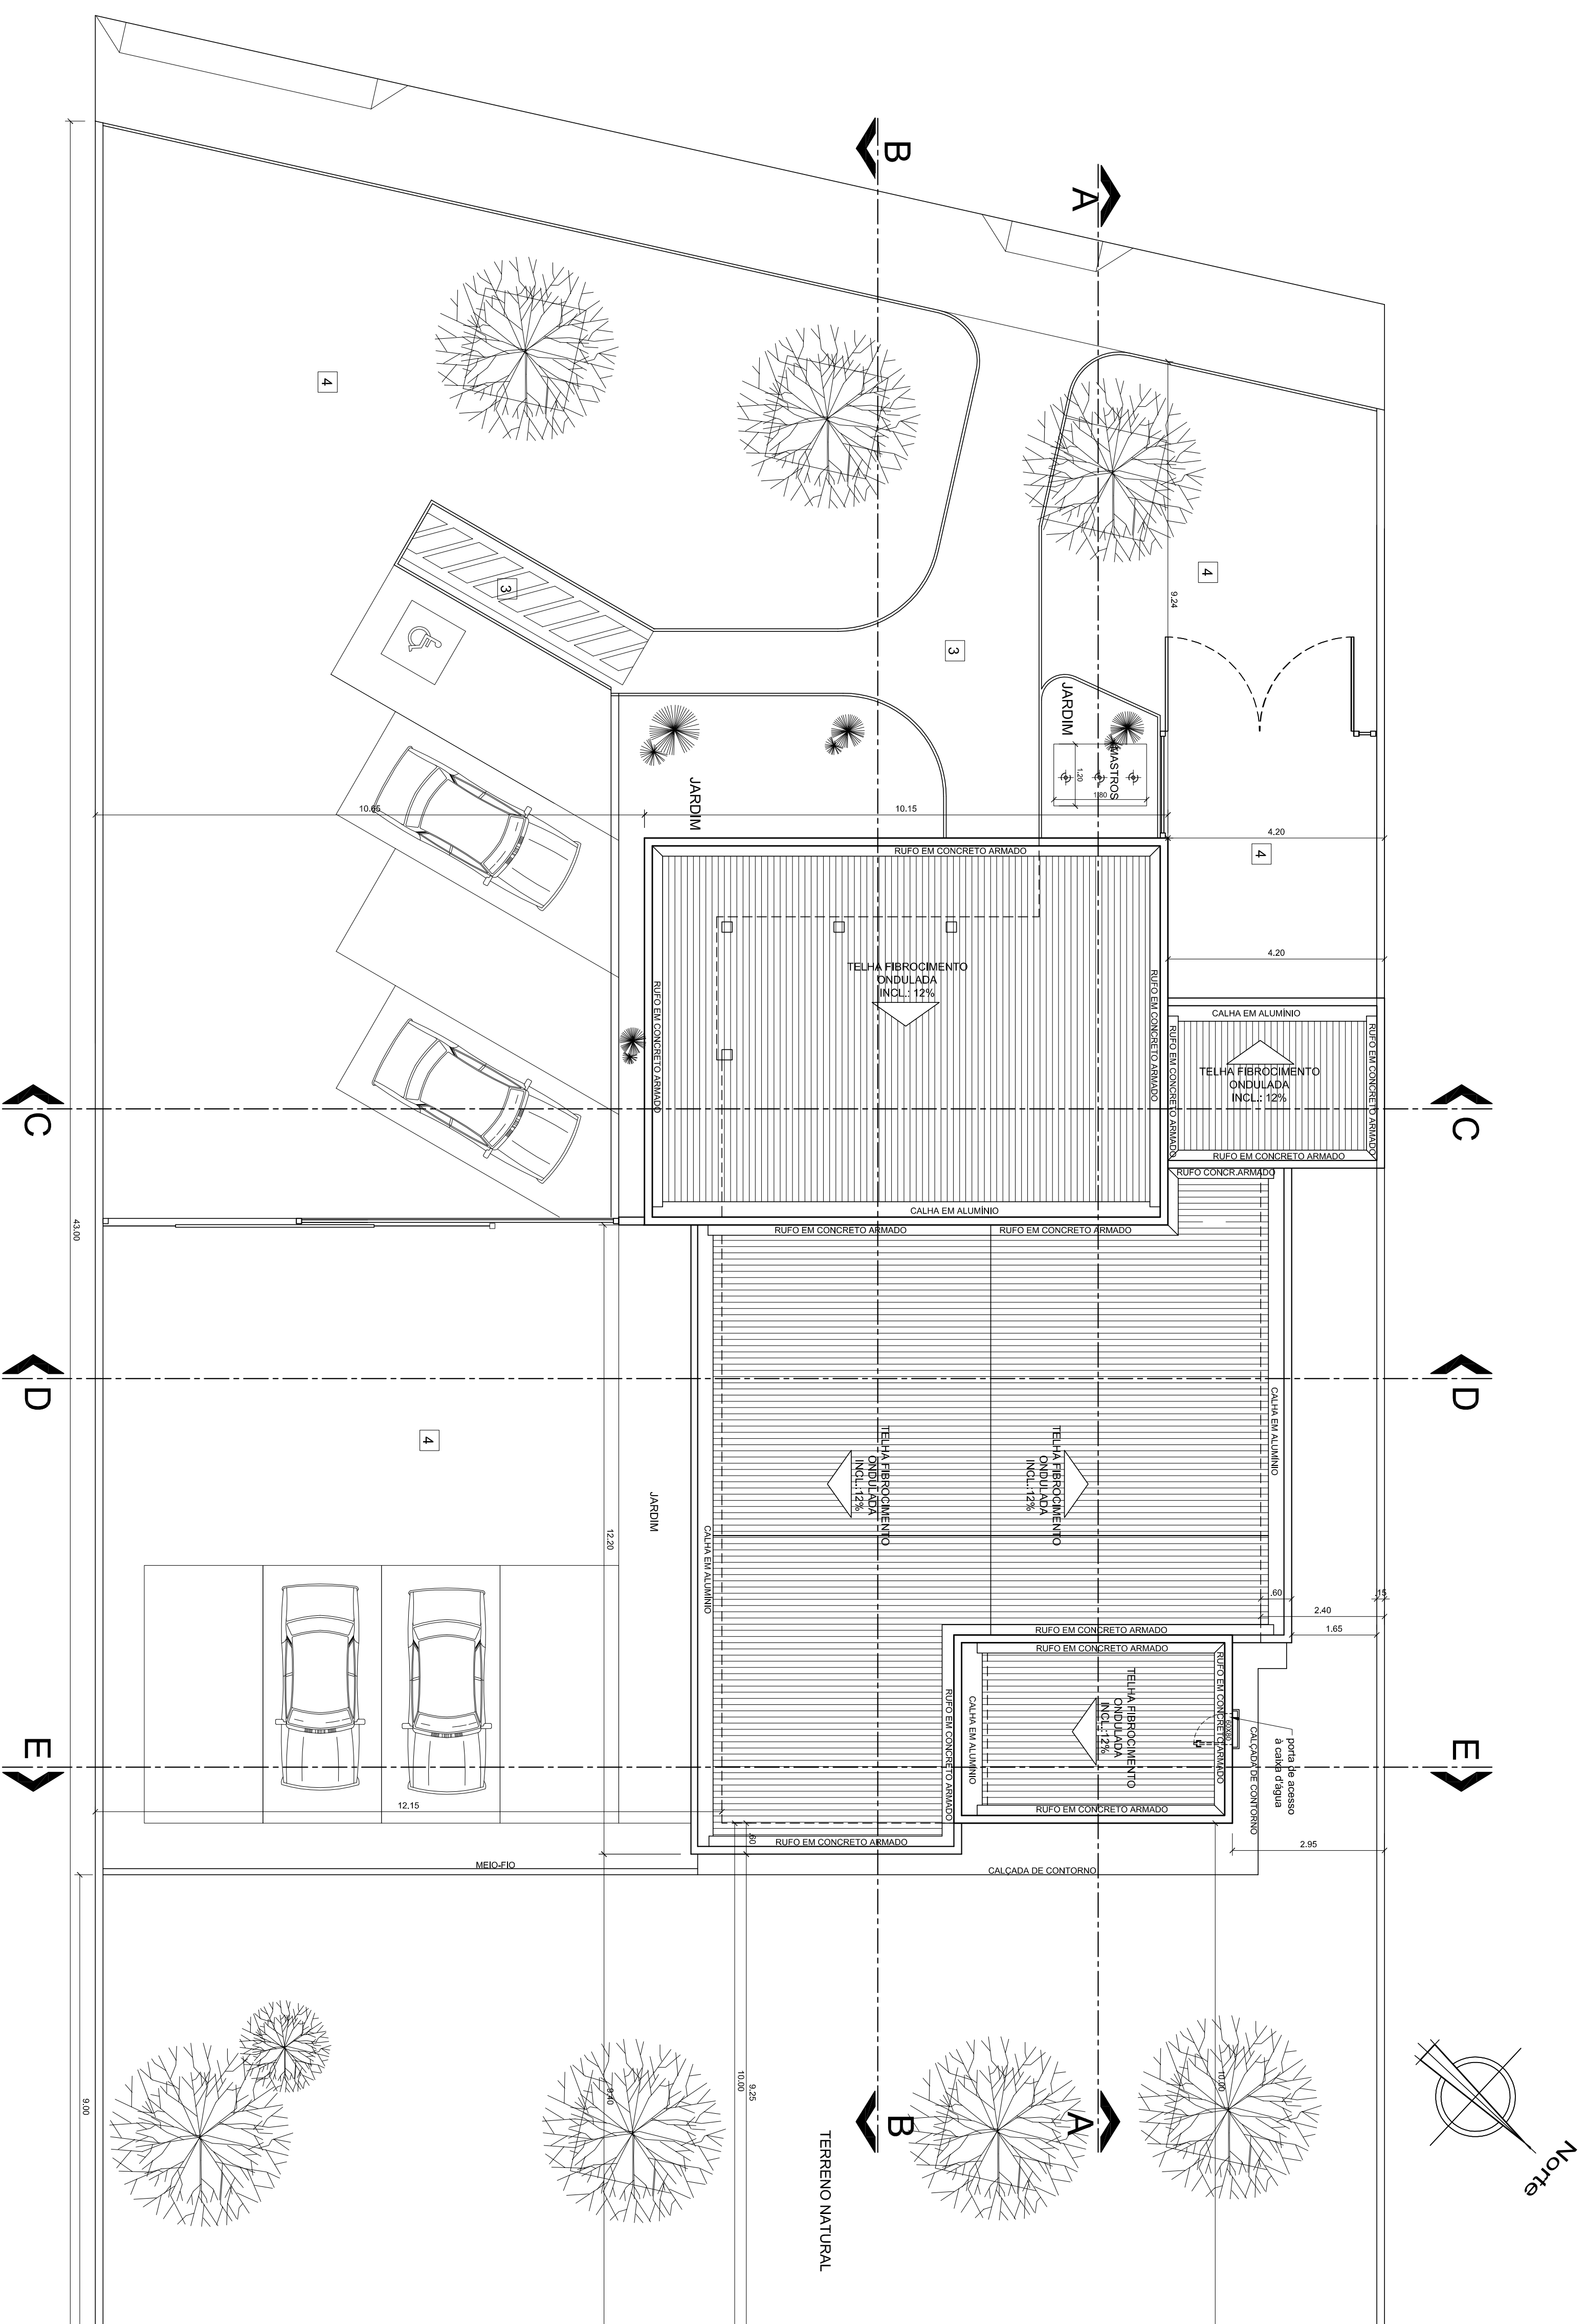 B
A
4
4
9.24
3
3
JARDIM
MASTROS
1.20
1.80
JARDIM
10.65
10.15
4.20
RUFO EM CONCRETO ARMADO
4
4.20
TELHA FIBROCIMENTO
ONDULADA
INCL.: 12%
RUFO EM CONCRETO ARMADO
RUFO EM CONCRETO ARMADO
CALHA EM ALUMÍNIO
RUFO EM CONCRETO ARMADO
RUFO EM CONCRETO ARMADO
TELHA FIBROCIMENTO
ONDULADA
INCL.: 12%
C
C
RUFO EM CONCRETO ARMADO
RUFO CONCR.ARMADO
CALHA EM ALUMÍNIO
43.00
RUFO EM CONCRETO ARMADO
RUFO EM CONCRETO ARMADO
D
D
CALHA EM ALUMÍNIO
4
TELHA FIBROCIMENTO
ONDULADA
INCL.:12%
TELHA FIBROCIMENTO
ONDULADA
INCL.:12%
JARDIM
12.20
CALHA EM ALUMÍNIO
.60
.15
2.40
1.65
RUFO EM CONCRETO ARMADO
RUFO EM CONCRETO ARMADO
RUFO EM CONCRETO ARMADO
TELHA FIBROCIMENTO
ONDULADA
INCL.:12%
CALHA EM ALUMÍNIO
RUFO EM CONCRETO ARMADO
60X80
CALÇADA DE CONTORNO
porta de acesso
à caixa d'água
E
E
12.15
RUFO EM CONCRETO ARMADO
.60
RUFO EM CONCRETO ARMADO
2.95
MEIO-FIO
CALÇADA DE CONTORNO
9.00
8.40
10.00
9.25
10.00
B
A
TERRENO NATURAL
Norte